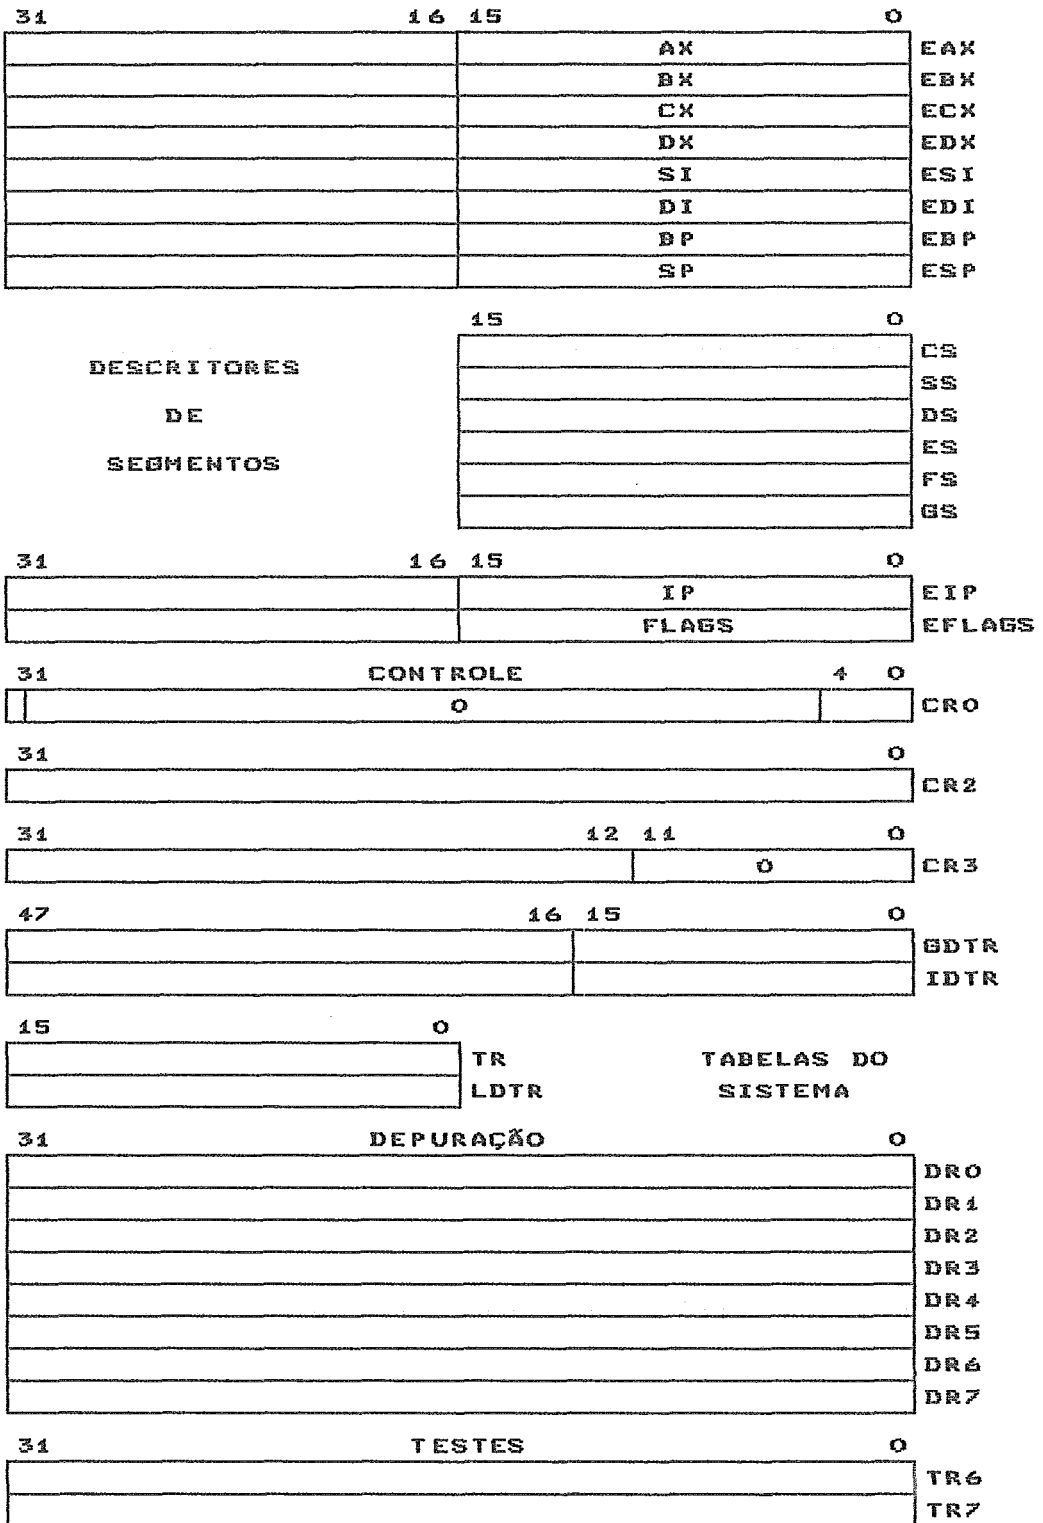 31 16 15 0
AX EAX
BX EBX
CX ECX
DX EDX
SI ESI
DI EDI
BP EBP
SP ESP
15 0
CS
DESCRITORES
SS
DE DS
ES
SEGMENTOS
FS
GS
31 16 15 0
IP EIP
FLAGS EFLAGS
31 CONTROLE 4 0
0 CR0
31 0
CR2
31 12 11 0
0 CR3
47 16 15 0
GDTR
IDTR
15 0
TR TABELAS DO
LDTR SISTEMA
31 DEPURAÇÃO 0
DR0
DR1
DR2
DR3
DR4
DR5
DR6
DR7
31 TESTES 0
TR6
TR7